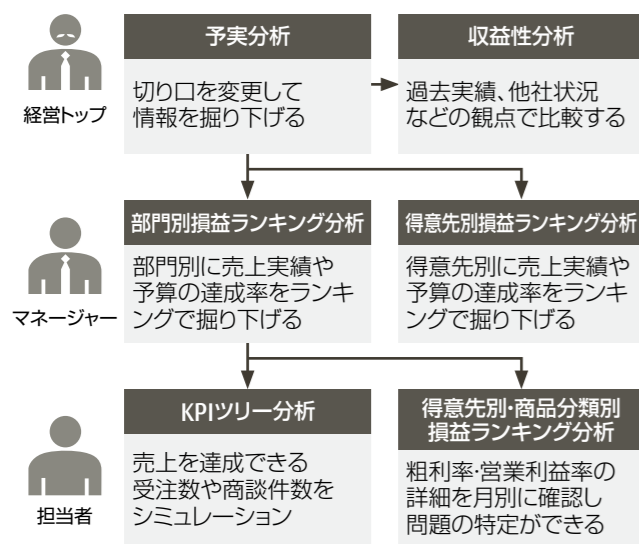 経営トップ
予実分析
切り口を変更して
情報を掘り下げる
収益性分析
過去実績、他社状況
などの観点で比較する
マネージャー
部門別損益ランキング分析
部門別に売上実績や
予算の達成率をランキ
ングで掘り下げる
得意先別損益ランキング分析
得意先別に売上実績や
予算の達成率をランキ
ングで掘り下げる
担当者
KPIツリー分析
売上を達成できる
受注数や商談件数を
シミュレーション
得意先別・商品分類別
損益ランキング分析
粗利率・営業利益率の
詳細を月別に確認し
問題の特定ができる